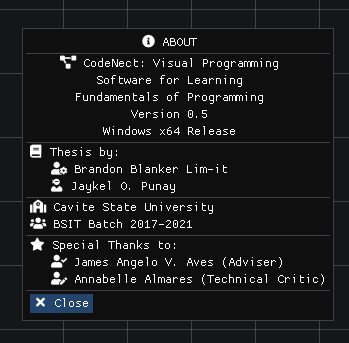 ABOUT
CodeNect: Visual Programming
Software for Learning
Fundamentals of Programming
Version 0.5
Windows x64 Release
Thesis by:
Brandon Blanker Lim-it
Jaykel O. Punay
Cavite State University
BSIT Batch 2017-2021
Special Thanks to:
James Angelo V. Aves (Adviser)
Annabelle Almares (Technical Critic)
Close